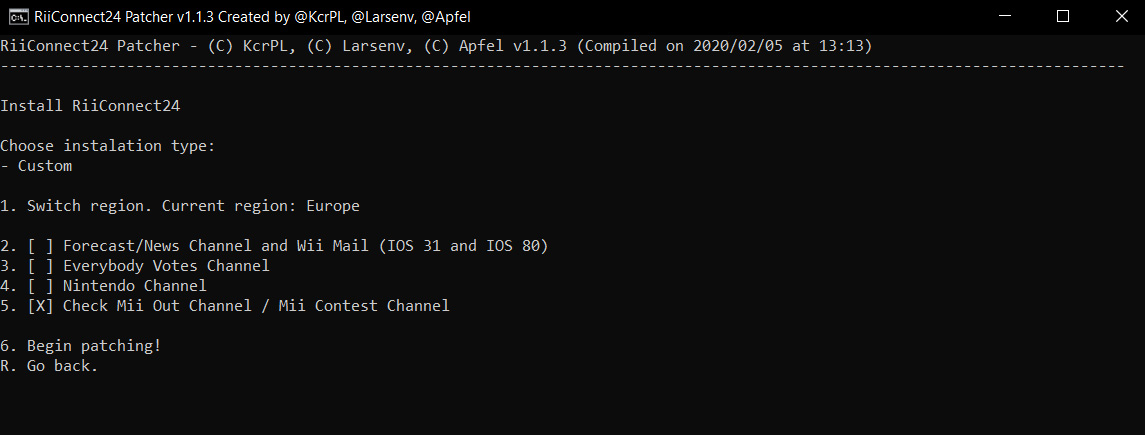 RiiConnect24 Patcher v1.1.3 Created by @KcrPL, @Larsenv, @Apfel
RiiConnect24 Patcher - (C) KcrPL, (C) Larsenv, (C) Apfel v1.1.3 (Compiled on 2020/02/05 at 13:13)
-----------------------------------------------------------------------------------------------------------------------------
Install RiiConnect24
Choose instalation type:
- Custom
1. Switch region. Current region: Europe
2. [ ] Forecast/News Channel and Wii Mail (IOS 31 and IOS 80)
3. [ ] Everybody Votes Channel
4. [ ] Nintendo Channel
5. [X] Check Mii Out Channel / Mii Contest Channel
6. Begin patching!
R. Go back.